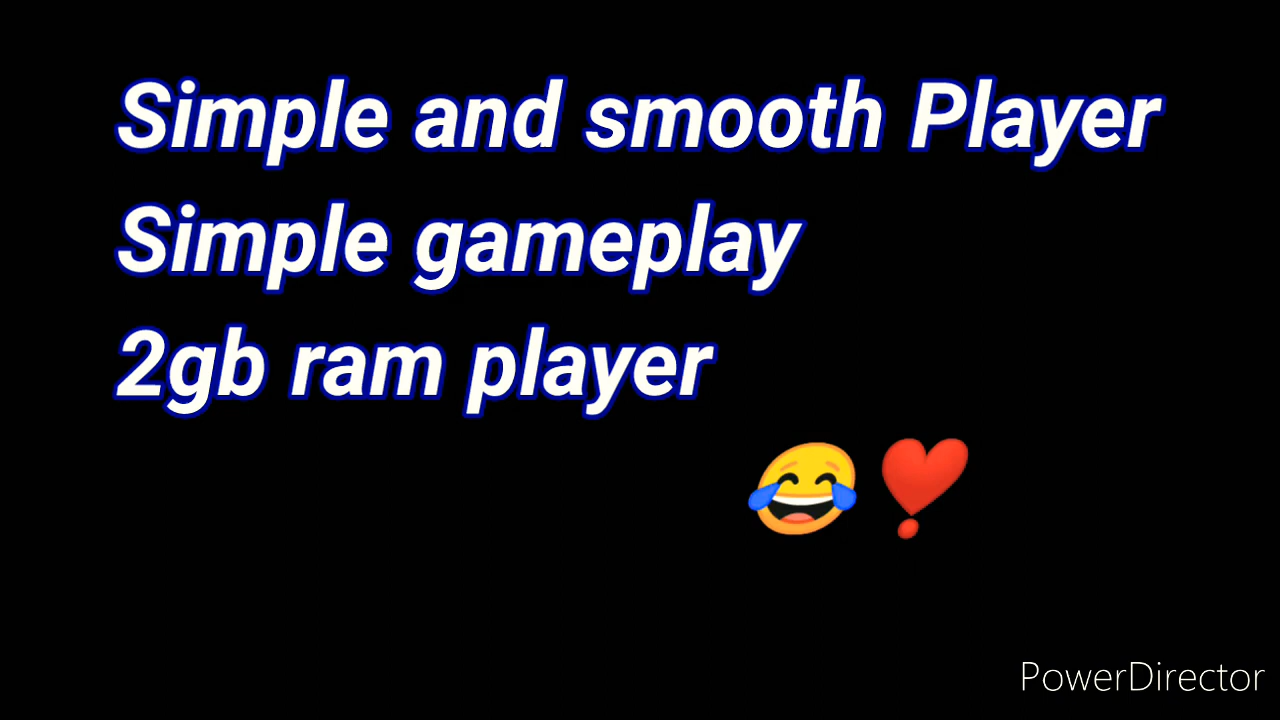 Simple and smooth Player
Simple gameplay
2gb ram player
😂❣️
PowerDirector